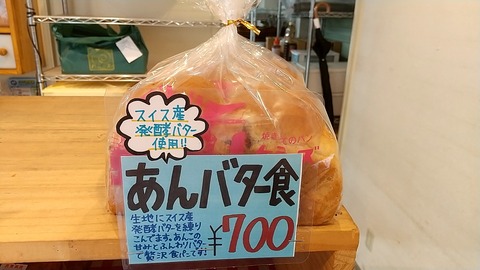 スイス産
発酵バター
使用!!
あんバター食
生地にスイス産
発酵バターを練り
こんでます。あんこの
甘みとふんわりバター
で贅沢食パンです!
¥700